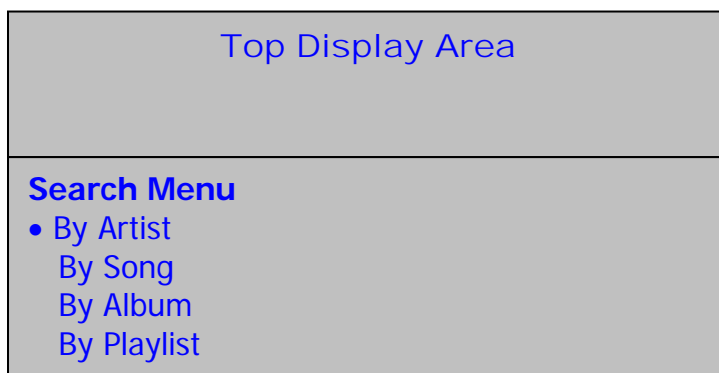 Top Display Area
Search Menu
• By Artist
By Song
By Album
By Playlist